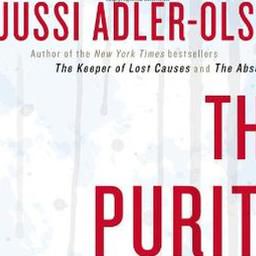 JUSSI ADLER-OLS
Author of the New York Times bestsellers
The Keeper of Lost Causes and The Abs
TH
PURIT